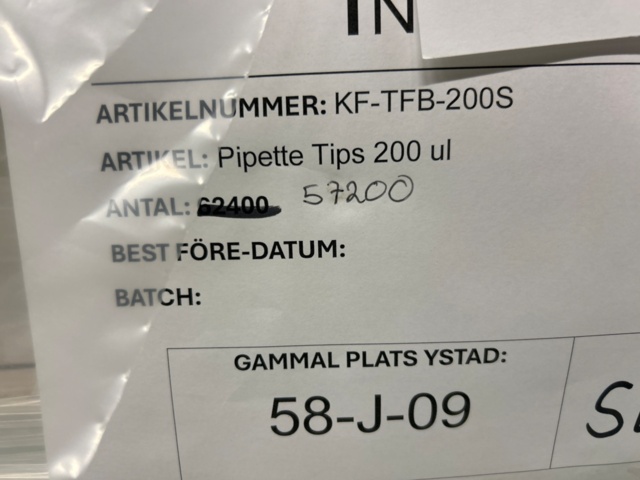 IN
ARTIKELNUMMER: KF-TFB-200S
ARTIKEL: Pipette Tips 200 ul
ANTAL: 62400 57200
BEST FÖRE-DATUM:
BATCH:
GAMMAL PLATS YSTAD:
58-J-09